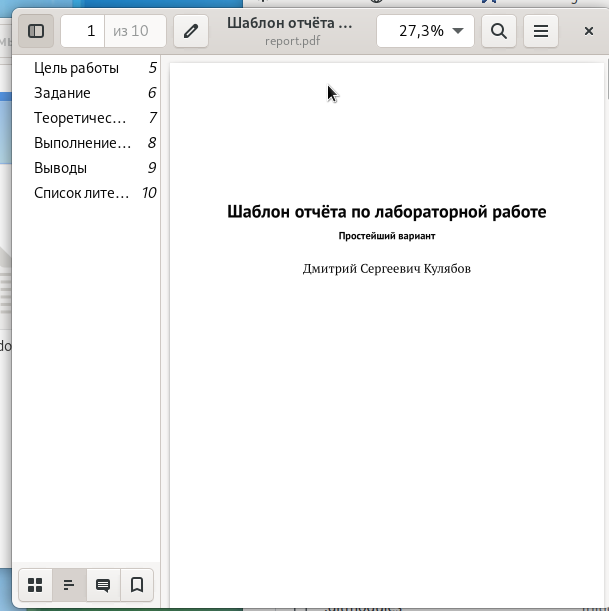 Шаблон отчёта ...
report.pdf
1 из 10
27,3%
Цель работы 5
Задание 6
Теоретичес... 7
Выполнение... 8
Выводы 9
Список лите... 10
Шаблон отчёта по лабораторной работе
Простейший вариант
Дмитрий Сергеевич Кулябов